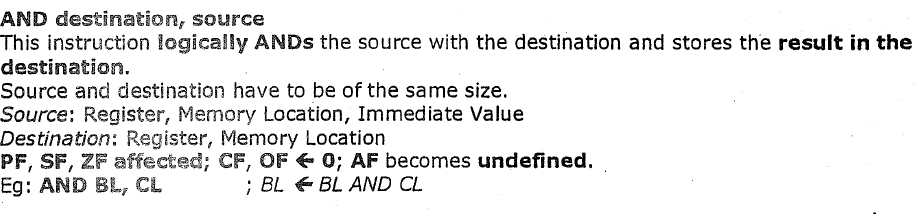 AND destination, source
This instruction logically ANDs the source with the destination and stores the result in the
destination.
Source and destination have to be of the same size.
Source: Register, Memory Location, Immediate Value
Destination: Register, Memory Location
PF, SF, ZF affected; CF, OF ← 0; AF becomes undefined.
Eg: AND BL, CL ; BL ← BL AND CL